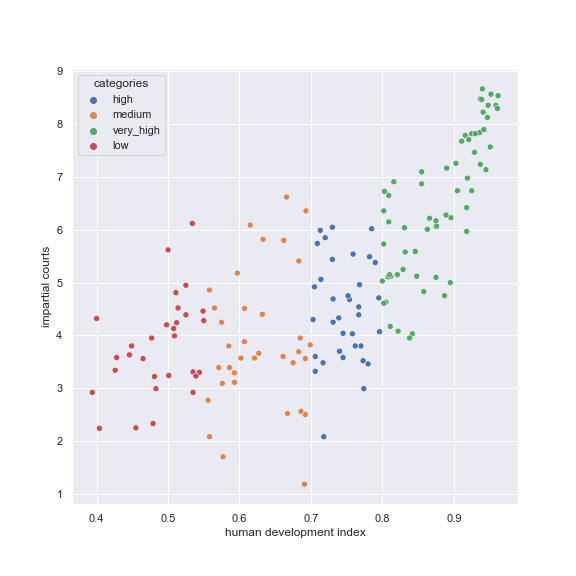 categories
high
medium
very_high
low
9
8
7
6
5
4
3
2
1
impartial courts
0.4 0.5 0.6 0.7 0.8 0.9
human development index